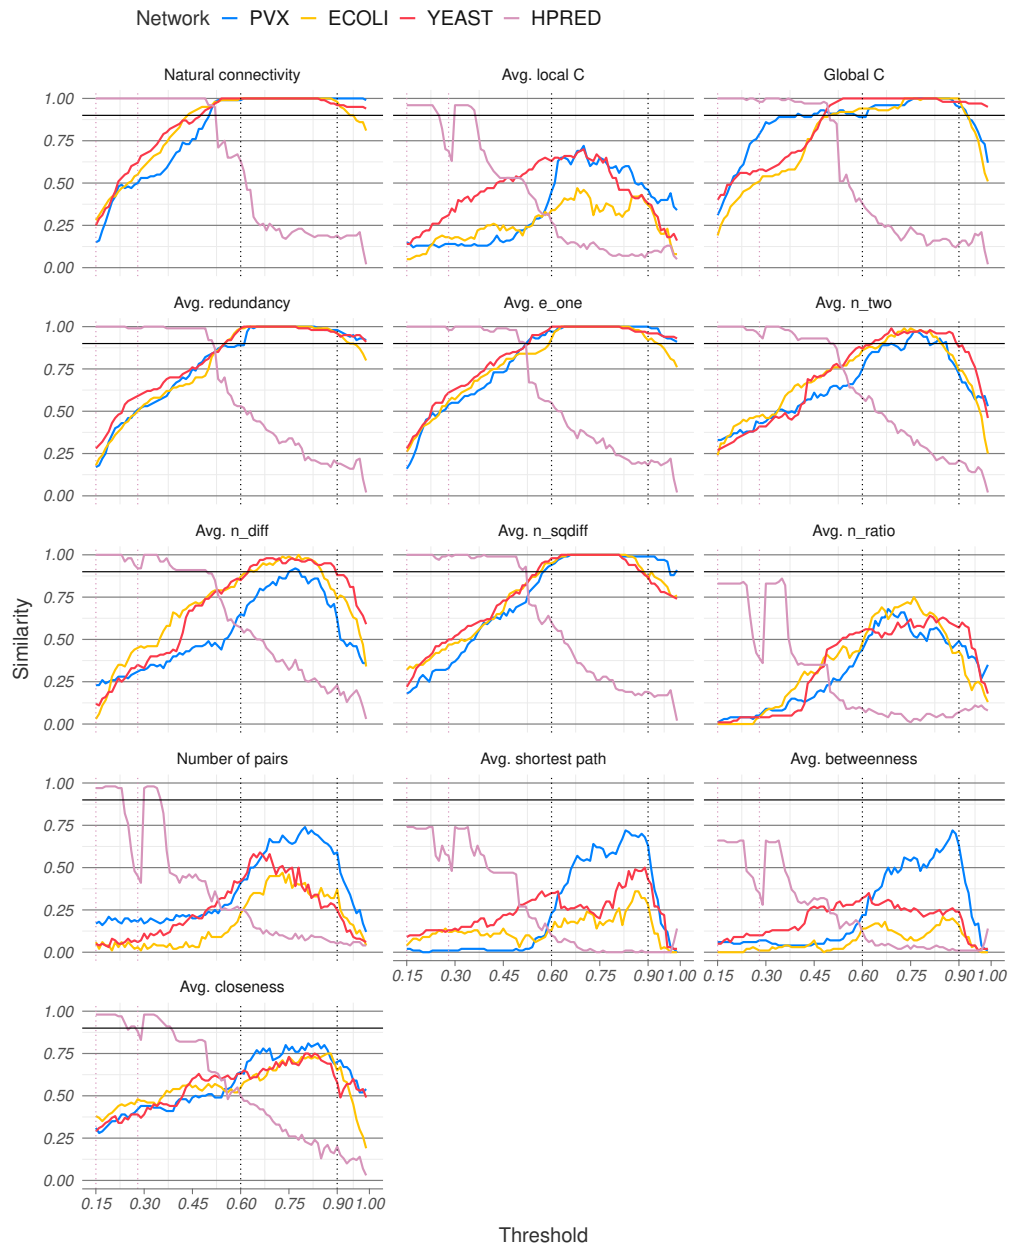 Network PVX ECOLI YEAST HPRED
Natural connectivity Avg. local C Global C
1.00
0.75
0.50
0.25
0.00
Avg. redundancy Avg. e_one Avg. n_two
1.00
0.75
0.50
0.25
0.00
Avg. n_diff Avg. n_sqdiff Avg. n_ratio
1.00
0.75
0.50
0.25
0.00
Similarity
Number of pairs Avg. shortest path Avg. betweenness
1.00
0.75
0.50
0.25
0.00
0.15 0.30 0.45 0.60 0.75 0.90 1.00 0.15 0.30 0.45 0.60 0.75 0.90 1.00
Avg. closeness
1.00
0.75
0.50
0.25
0.00
0.15 0.30 0.45 0.60 0.75 0.90 1.00
Threshold